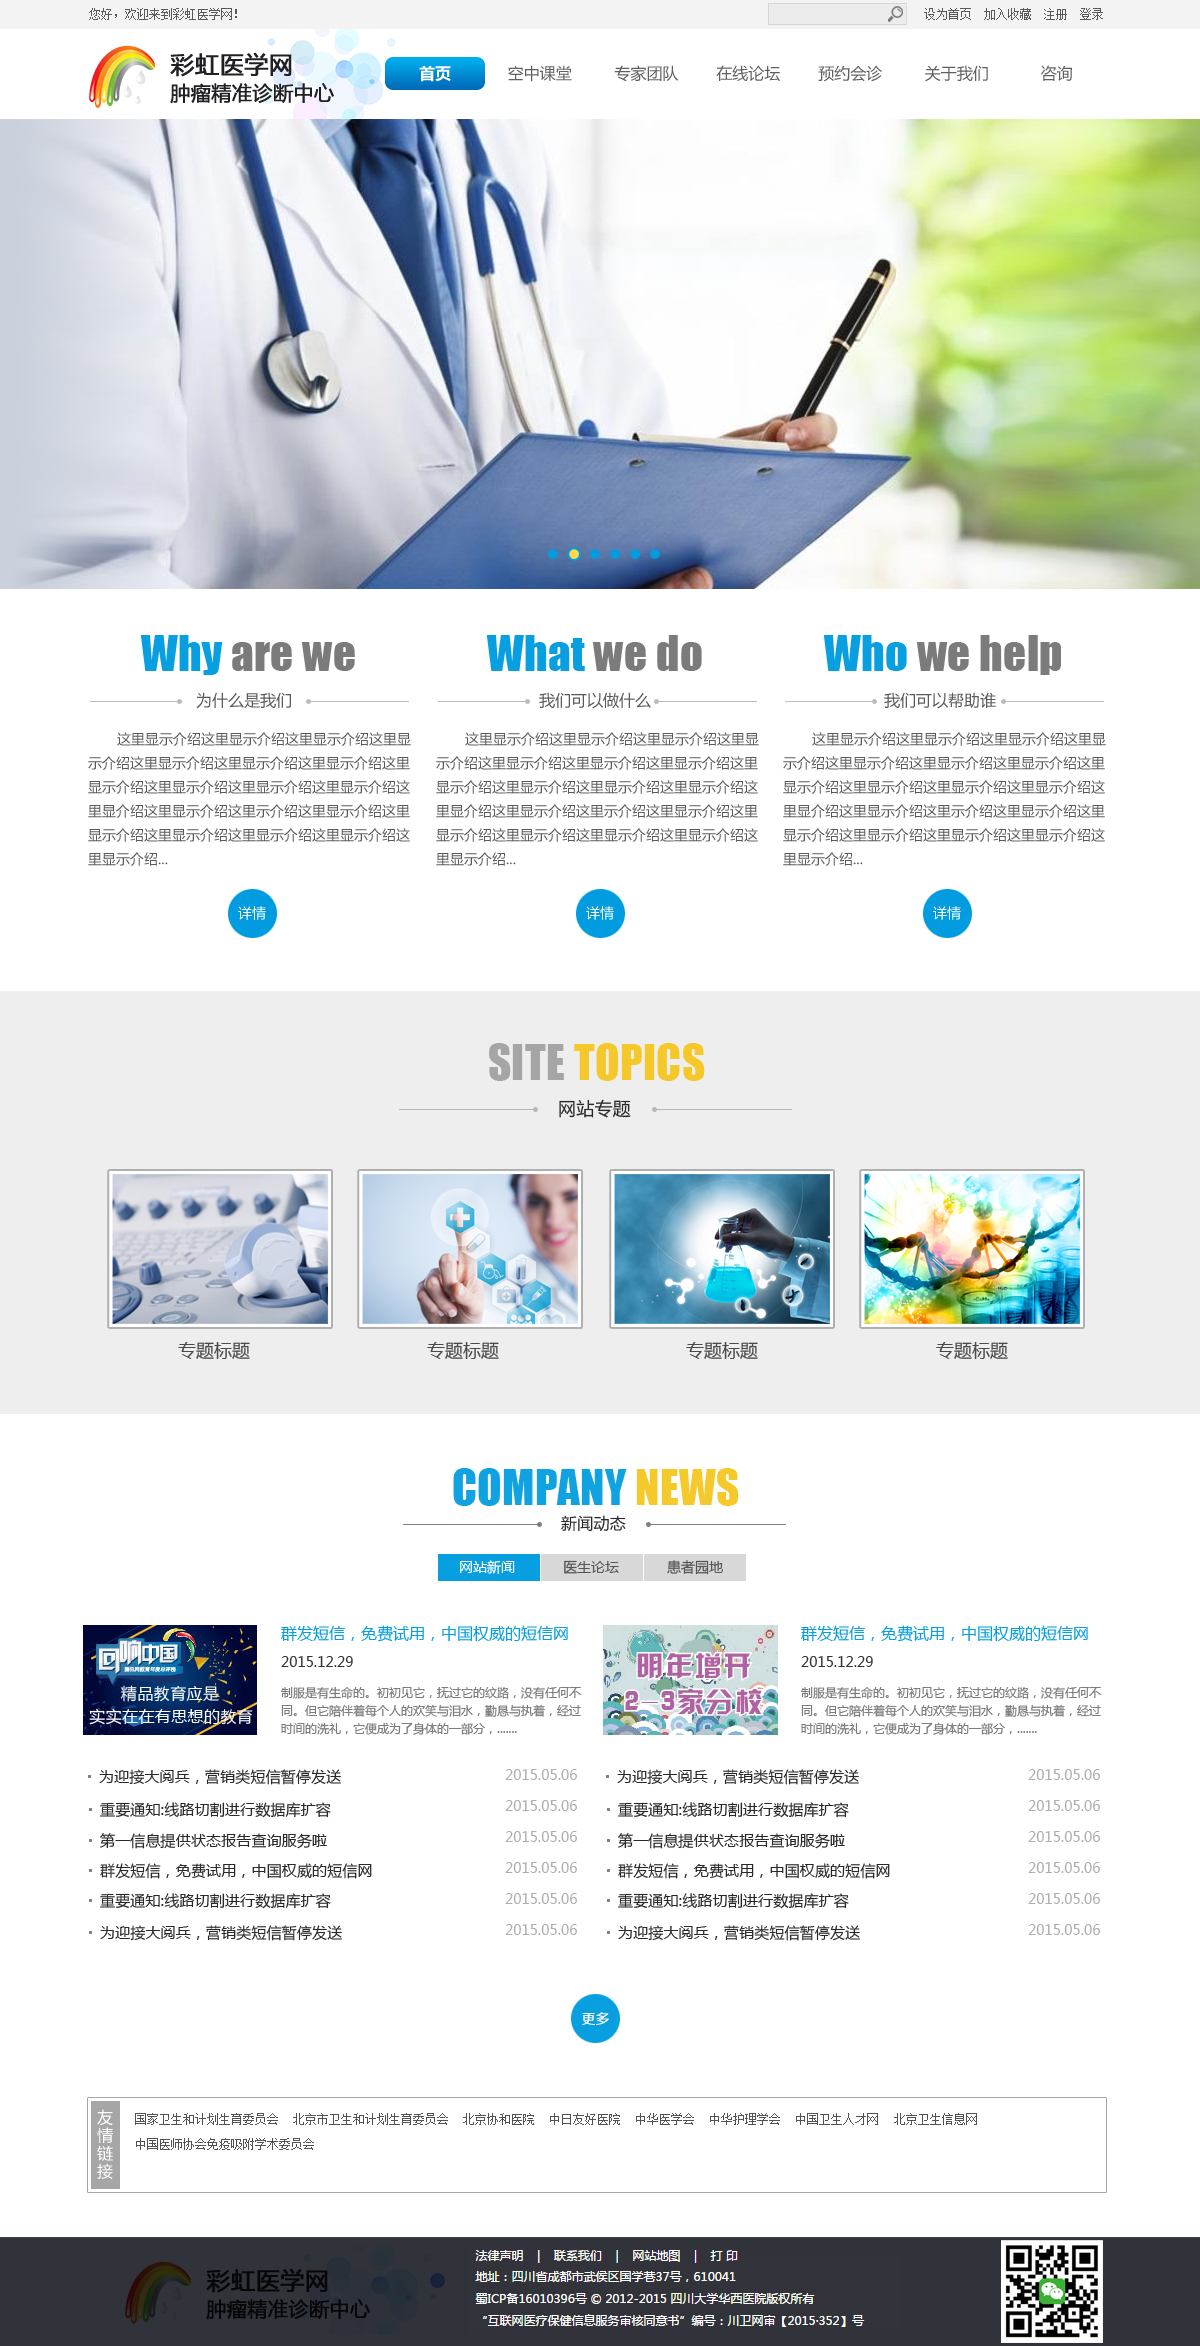 您好，欢迎来到彩虹医学网！
设为首页 加入收藏 注册 登录
彩虹医学网
肿瘤精准诊断中心
首页 空中课堂 专家团队 在线论坛 预约会诊 关于我们 咨询
Why are we
为什么是我们
这里显示介绍这里显示介绍这里显示介绍这里显
示介绍这里显示介绍这里显示介绍这里显示介绍这里
显示介绍这里显示介绍这里显示介绍这里显示介绍这
里显介绍这里显示介绍这里示介绍这里显示介绍这里
显示介绍这里显示介绍这里显示介绍这里显示介绍这
里显示介绍...
详情
What we do
我们可以做什么
这里显示介绍这里显示介绍这里显示介绍这里显
示介绍这里显示介绍这里显示介绍这里显示介绍这里
显示介绍这里显示介绍这里显示介绍这里显示介绍这
里显介绍这里显示介绍这里示介绍这里显示介绍这里
显示介绍这里显示介绍这里显示介绍这里显示介绍这
里显示介绍...
详情
Who we help
我们可以帮助谁
这里显示介绍这里显示介绍这里显示介绍这里显
示介绍这里显示介绍这里显示介绍这里显示介绍这里
显示介绍这里显示介绍这里显示介绍这里显示介绍这
里显介绍这里显示介绍这里示介绍这里显示介绍这里
显示介绍这里显示介绍这里显示介绍这里显示介绍这
里显示介绍...
详情
SITE TOPICS
网站专题
专题标题 专题标题 专题标题 专题标题
COMPANY NEWS
新闻动态
网站新闻 医生论坛 患者园地
回响中国
精品教育应是
实实在在有思想的教育
群发短信，免费试用，中国权威的短信网
2015.12.29
制服是有生命的。初初见它，抚过它的纹路，没有任何不
同。但它陪伴着每个人的欢笑与泪水，勤恳与执着，经过
时间的洗礼，它便成为了身体的一部分，.......
明年增开
2-3家分校
群发短信，免费试用，中国权威的短信网
2015.12.29
制服是有生命的。初初见它，抚过它的纹路，没有任何不
同。但它陪伴着每个人的欢笑与泪水，勤恳与执着，经过
时间的洗礼，它便成为了身体的一部分，.......
为迎接大阅兵，营销类短信暂停发送 2015.05.06
重要通知:线路切割进行数据库扩容 2015.05.06
第一信息提供状态报告查询服务啦 2015.05.06
群发短信，免费试用，中国权威的短信网 2015.05.06
重要通知:线路切割进行数据库扩容 2015.05.06
为迎接大阅兵，营销类短信暂停发送 2015.05.06
为迎接大阅兵，营销类短信暂停发送 2015.05.06
重要通知:线路切割进行数据库扩容 2015.05.06
第一信息提供状态报告查询服务啦 2015.05.06
群发短信，免费试用，中国权威的短信网 2015.05.06
重要通知:线路切割进行数据库扩容 2015.05.06
为迎接大阅兵，营销类短信暂停发送 2015.05.06
更多
友情链接
国家卫生和计划生育委员会 北京市卫生和计划生育委员会 北京协和医院 中日友好医院 中华医学会 中华护理学会 中国卫生人才网 北京卫生信息网
中国医师协会免疫吸附学术委员会
彩虹医学网
肿瘤精准诊断中心
法律声明 | 联系我们 | 网站地图 | 打 印
地址：四川省成都市武侯区国学巷37号，610041
蜀ICP备16010396号 © 2012-2015 四川大学华西医院版权所有
“互联网医疗保健信息服务审核同意书” 编号：川卫网审【2015·352】号